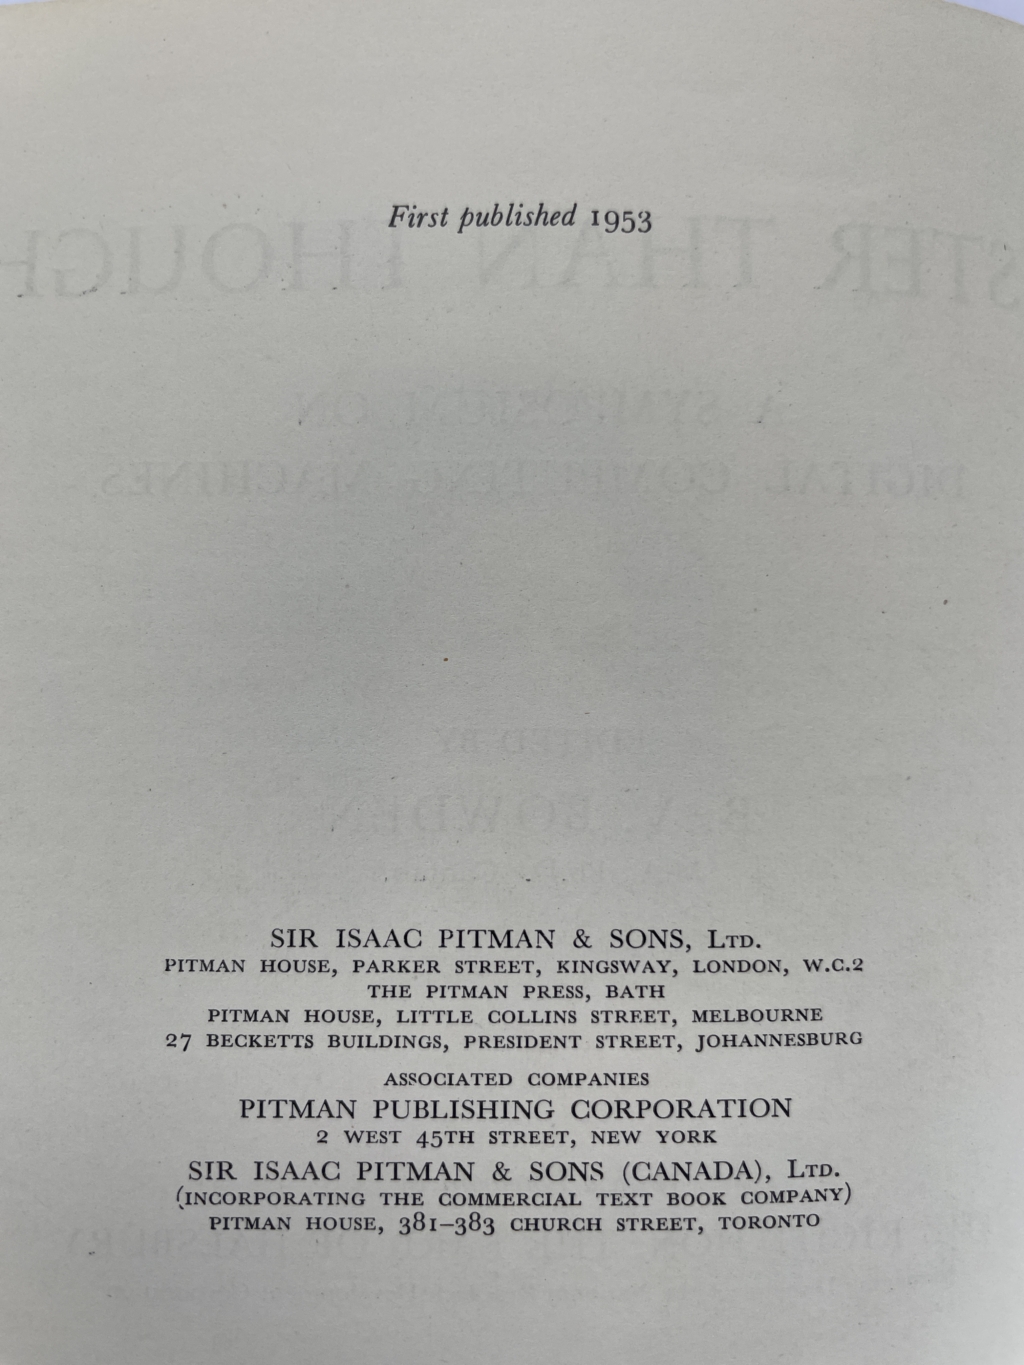 First published 1953
SIR ISAAC PITMAN & SONS, LTD.
PITMAN HOUSE, PARKER STREET, KINGSWAY, LONDON, W.C.2
THE PITMAN PRESS, BATH
PITMAN HOUSE, LITTLE COLLINS STREET, MELBOURNE
27 BECKETTS BUILDINGS, PRESIDENT STREET, JOHANNESBURG
ASSOCIATED COMPANIES
PITMAN PUBLISHING CORPORATION
2 WEST 45TH STREET, NEW YORK
SIR ISAAC PITMAN & SONS (CANADA), LTD.
(INCORPORATING THE COMMERCIAL TEXT BOOK COMPANY)
PITMAN HOUSE, 381–383 CHURCH STREET, TORONTO